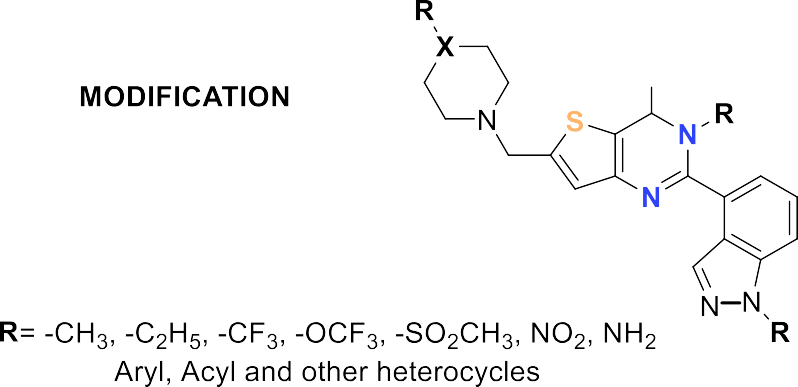 R
X
MODIFICATION
N
S
N
R
N
N
N
R
R= -CH₃, -C₂H₅, -CF₃, -OCF₃, -SO₂CH₃, NO₂, NH₂
Aryl, Acyl and other heterocycles